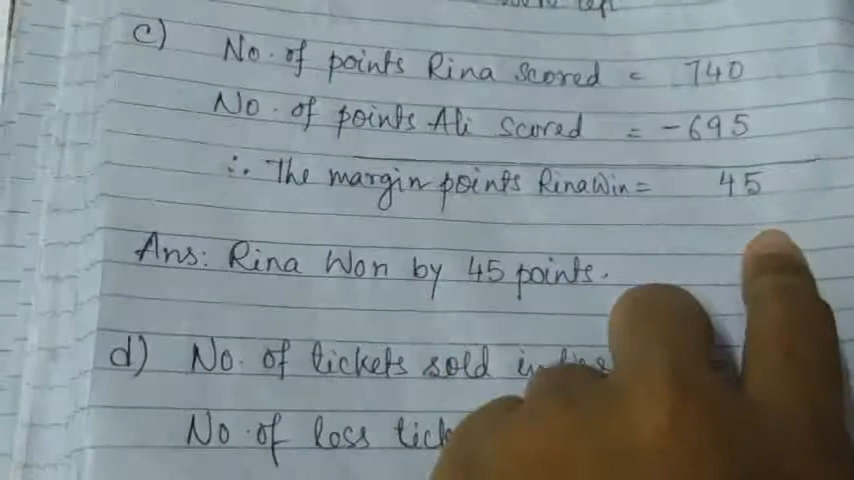 c) No. of points Rina scored = 740
No. of points Ali scored = -695
∴ The margin points Rina Win = 45
Ans: Rina Won by 45 points.
d) No. of tickets sold in
No. of loss